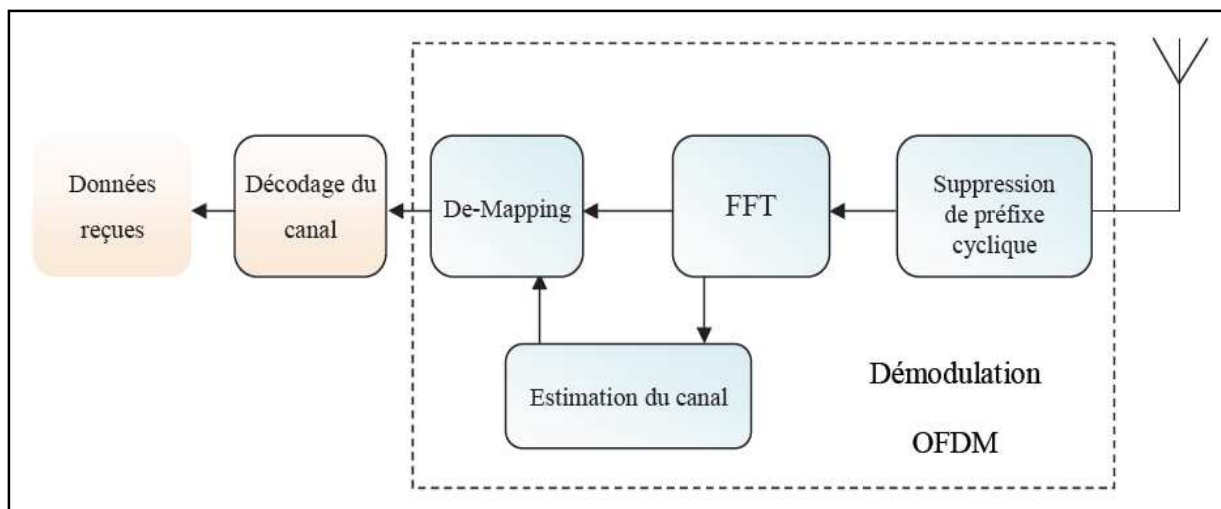 Données
reçues
Décodage du
canal
De-Mapping
FFT
Suppression
de préfixe
cyclique
Estimation du canal
Démodulation
OFDM